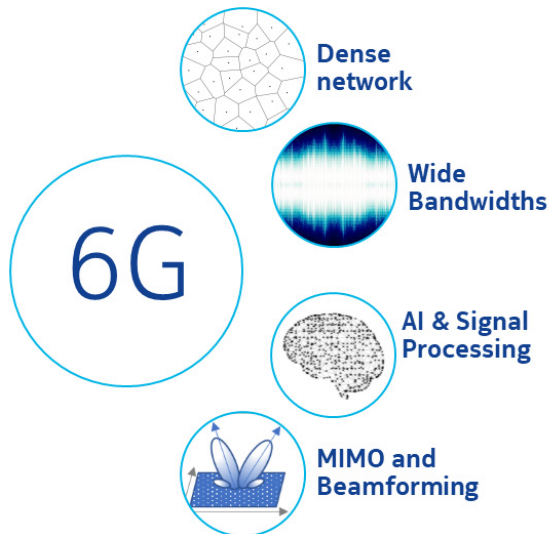 Dense
network
Wide
Bandwidths
6G
AI & Signal
Processing
MIMO and
Beamforming